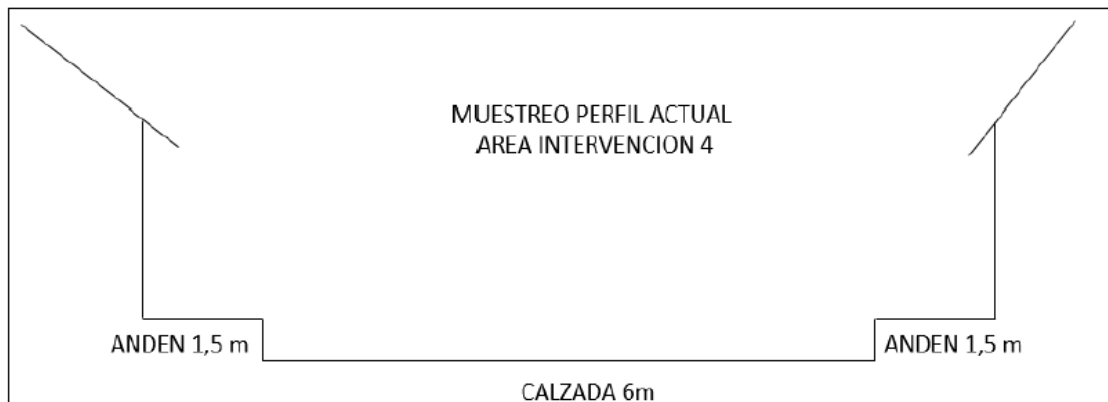 MUESTREO PERFIL ACTUAL
AREA INTERVENCION 4
ANDEN 1,5 m
ANDEN 1,5 m
CALZADA 6m